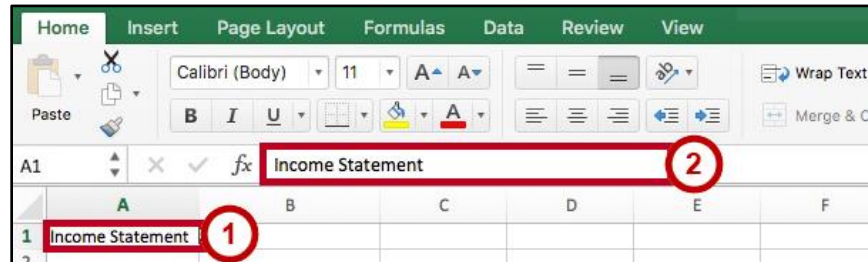 Home Insert Page Layout Formulas Data Review View
Calibri (Body) 11 A A Wrap Text
Paste B I U A Merge &
A1 fx Income Statement 2
A B C D E F
1 Income Statement 1